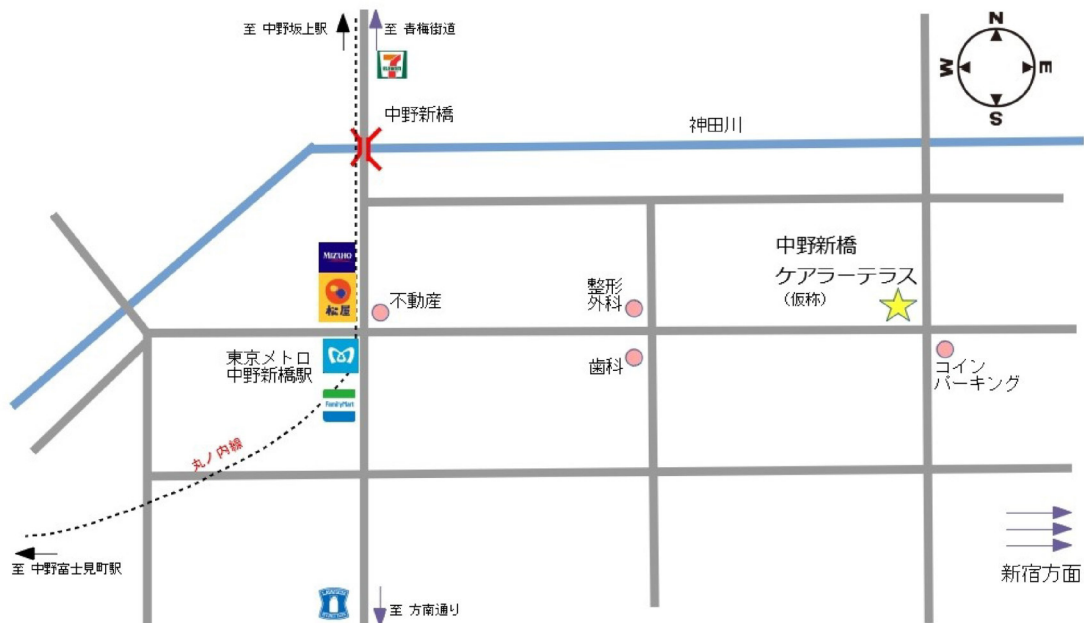 至 中野坂上駅
至 青梅街道
N
W
E
S
7
ELEVEN
中野新橋
神田川
MIZUHO
松屋
不動産
整形
外科
中野新橋
ケアラーテラス
（仮称）
東京メトロ
中野新橋駅
FamilyMart
歯科
コイン
パーキング
丸ノ内線
至 中野富士見町駅
LAWSON
STATION
至 方南通り
新宿方面